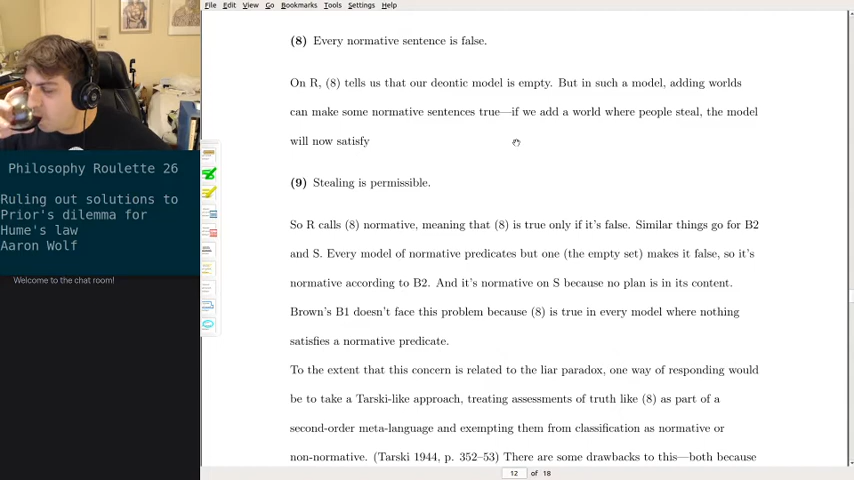 File Edit View Go Bookmarks Tools Settings Help
(8) Every normative sentence is false.
On R, (8) tells us that our deontic model is empty. But in such a model, adding worlds
can make some normative sentences true—if we add a world where people steal, the model
will now satisfy
(9) Stealing is permissible.
So R calls (8) normative, meaning that (8) is true only if it's false. Similar things go for B2
and S. Every model of normative predicates but one (the empty set) makes it false, so it's
normative according to B2. And it's normative on S because no plan is in its content.
Brown's B1 doesn't face this problem because (8) is true in every model where nothing
satisfies a normative predicate.
To the extent that this concern is related to the liar paradox, one way of responding would
be to take a Tarski-like approach, treating assessments of truth like (8) as part of a
second-order meta-language and exempting them from classification as normative or
non-normative. (Tarski 1944, p. 352–53) There are some drawbacks to this—both because
12 of 18
Philosophy Roulette 26
Ruling out solutions to
Prior's dilemma for
Hume's law
Aaron Wolf
Welcome to the chat room!